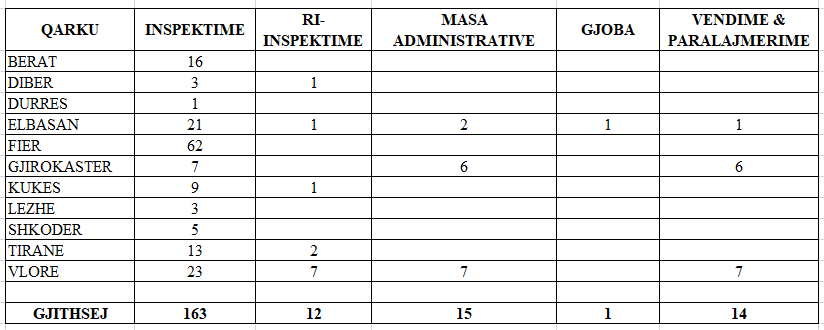 QARKU INSPEKTIME RI-INSPEKTIME MASA ADMINISTRATIVE GJOBA VENDIME & PARALAJMERIME
BERAT 16
DIBER 3 1
DURRES 1
ELBASAN 21 1 2 1 1
FIER 62
GJIROKASTER 7 6 6
KUKES 9 1
LEZHE 3
SHKODER 5
TIRANE 13 2
VLORE 23 7 7 7
GJITHSEJ 163 12 15 1 14